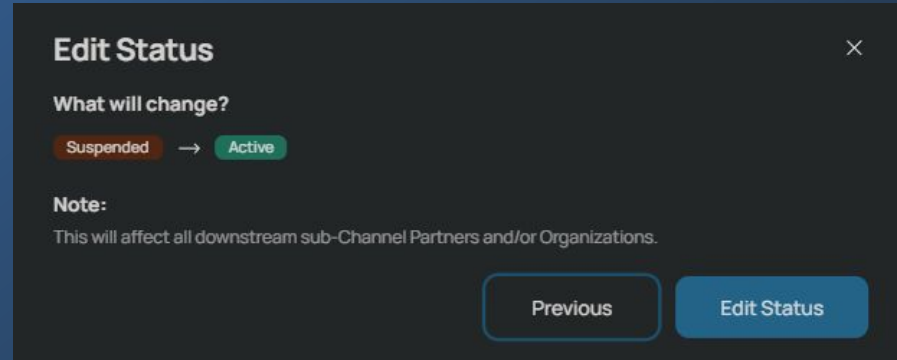 Edit Status
What will change?
Suspended → Active
Note:
This will affect all downstream sub-Channel Partners and/or Organizations.
Previous Edit Status